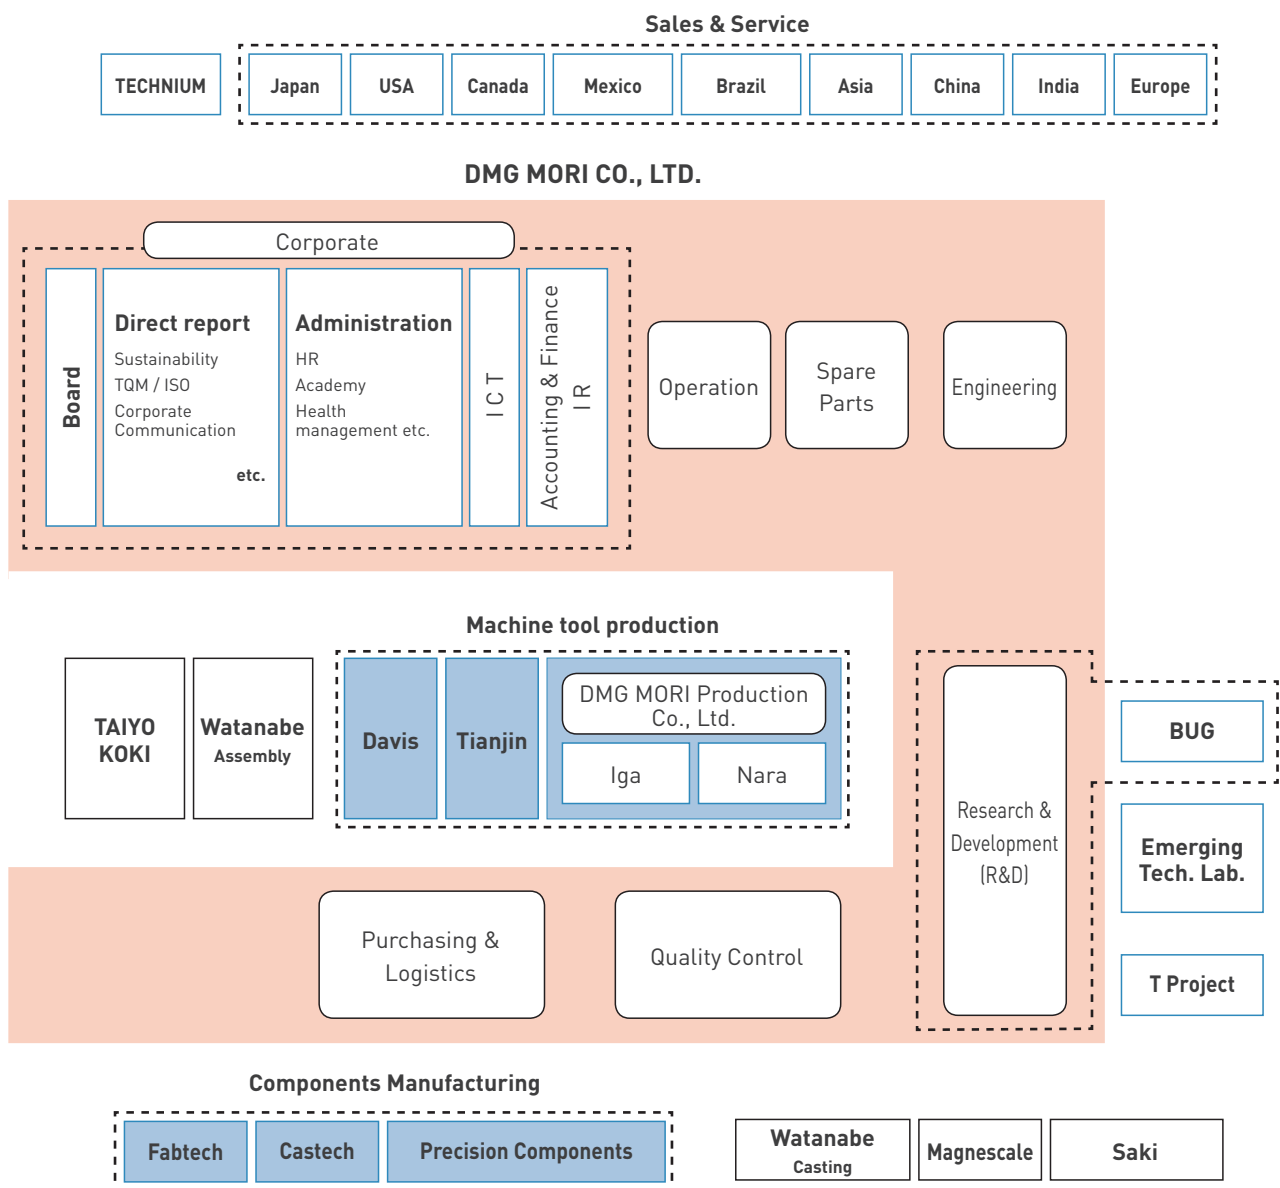 Sales & Service
TECHNIUM
Japan
USA
Canada
Mexico
Brazil
Asia
China
India
Europe
DMG MORI CO., LTD.
Corporate
Board
Direct report
Sustainability
TQM / ISO
Corporate
Communication
etc.
Administration
HR
Academy
Health
management etc.
ICT
Accounting & Finance
IR
Operation
Spare
Parts
Engineering
Machine tool production
TAIYO
KOKI
Watanabe
Assembly
Davis
Tianjin
DMG MORI Production
Co., Ltd.
Iga
Nara
Research &
Development
(R&D)
BUG
Emerging
Tech. Lab.
T Project
Purchasing &
Logistics
Quality Control
Components Manufacturing
Fabtech
Castech
Precision Components
Watanabe
Casting
Magnescale
Saki